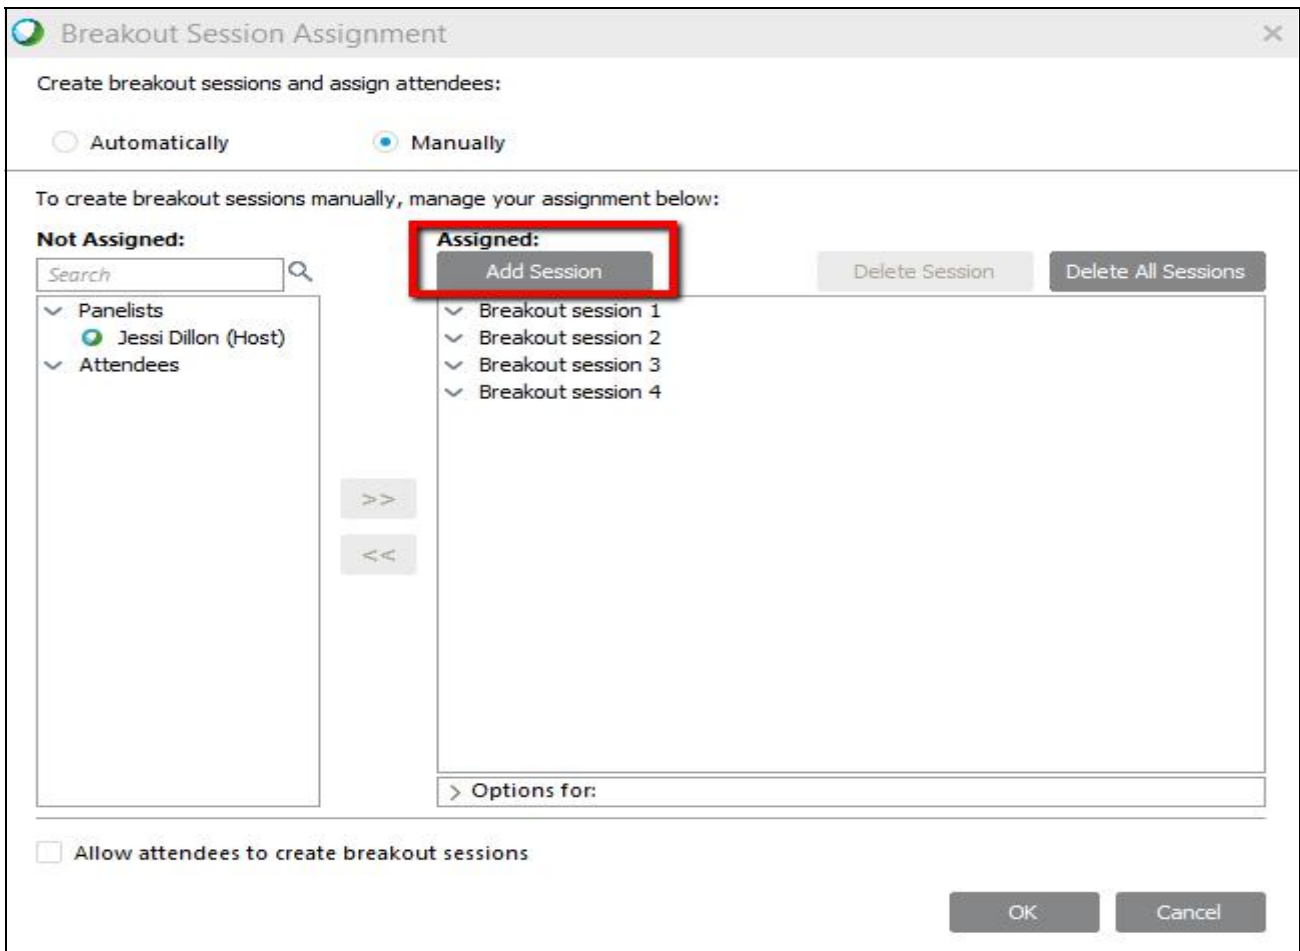 Breakout Session Assignment
Create breakout sessions and assign attendees:
Automatically
Manually
To create breakout sessions manually, manage your assignment below:
Not Assigned:
Assigned:
Search
Add Session
Delete Session
Delete All Sessions
Panelists
Jessi Dillon (Host)
Attendees
Breakout session 1
Breakout session 2
Breakout session 3
Breakout session 4
>>
<<
> Options for:
Allow attendees to create breakout sessions
OK
Cancel